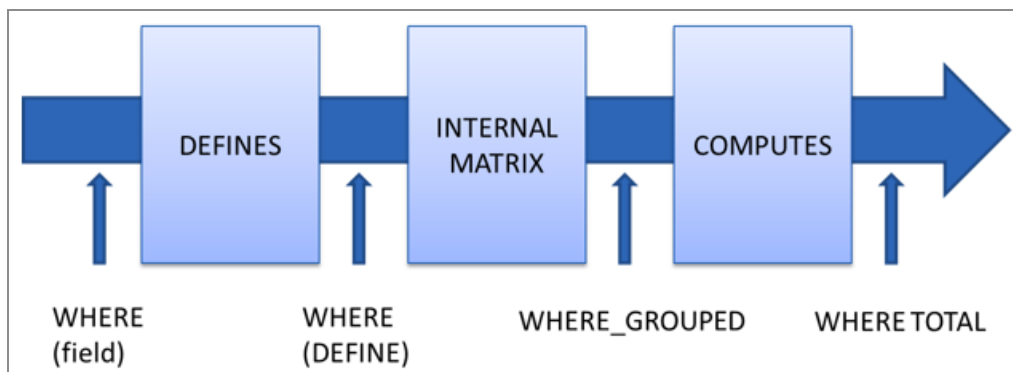 DEFINES
INTERNAL
MATRIX
COMPUTES
WHERE
(field)
WHERE
(DEFINE)
WHERE_GROUPED
WHERE TOTAL